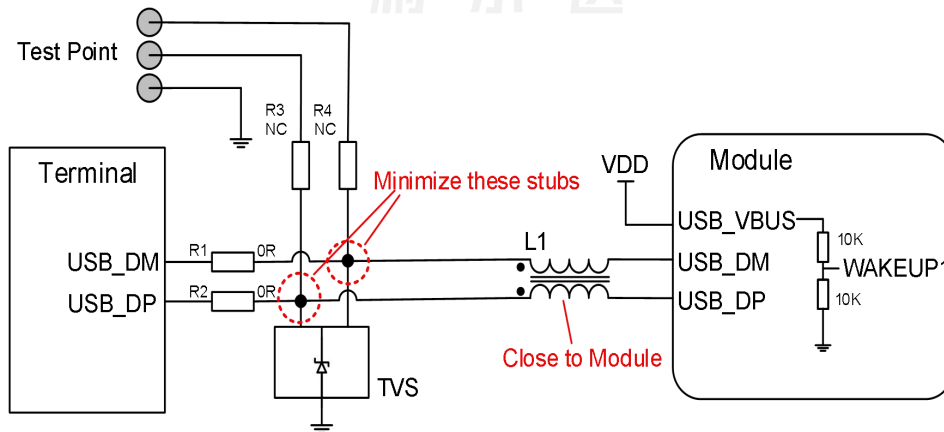 Test Point
R3
NC
R4
NC
Terminal
Module
VDD
Minimize these stubs
USB_VBUS
L1
10K
USB_DM
R1
0R
USB_DM
WAKEUP1
USB_DP
R2
0R
USB_DP
10K
Close to Module
TVS